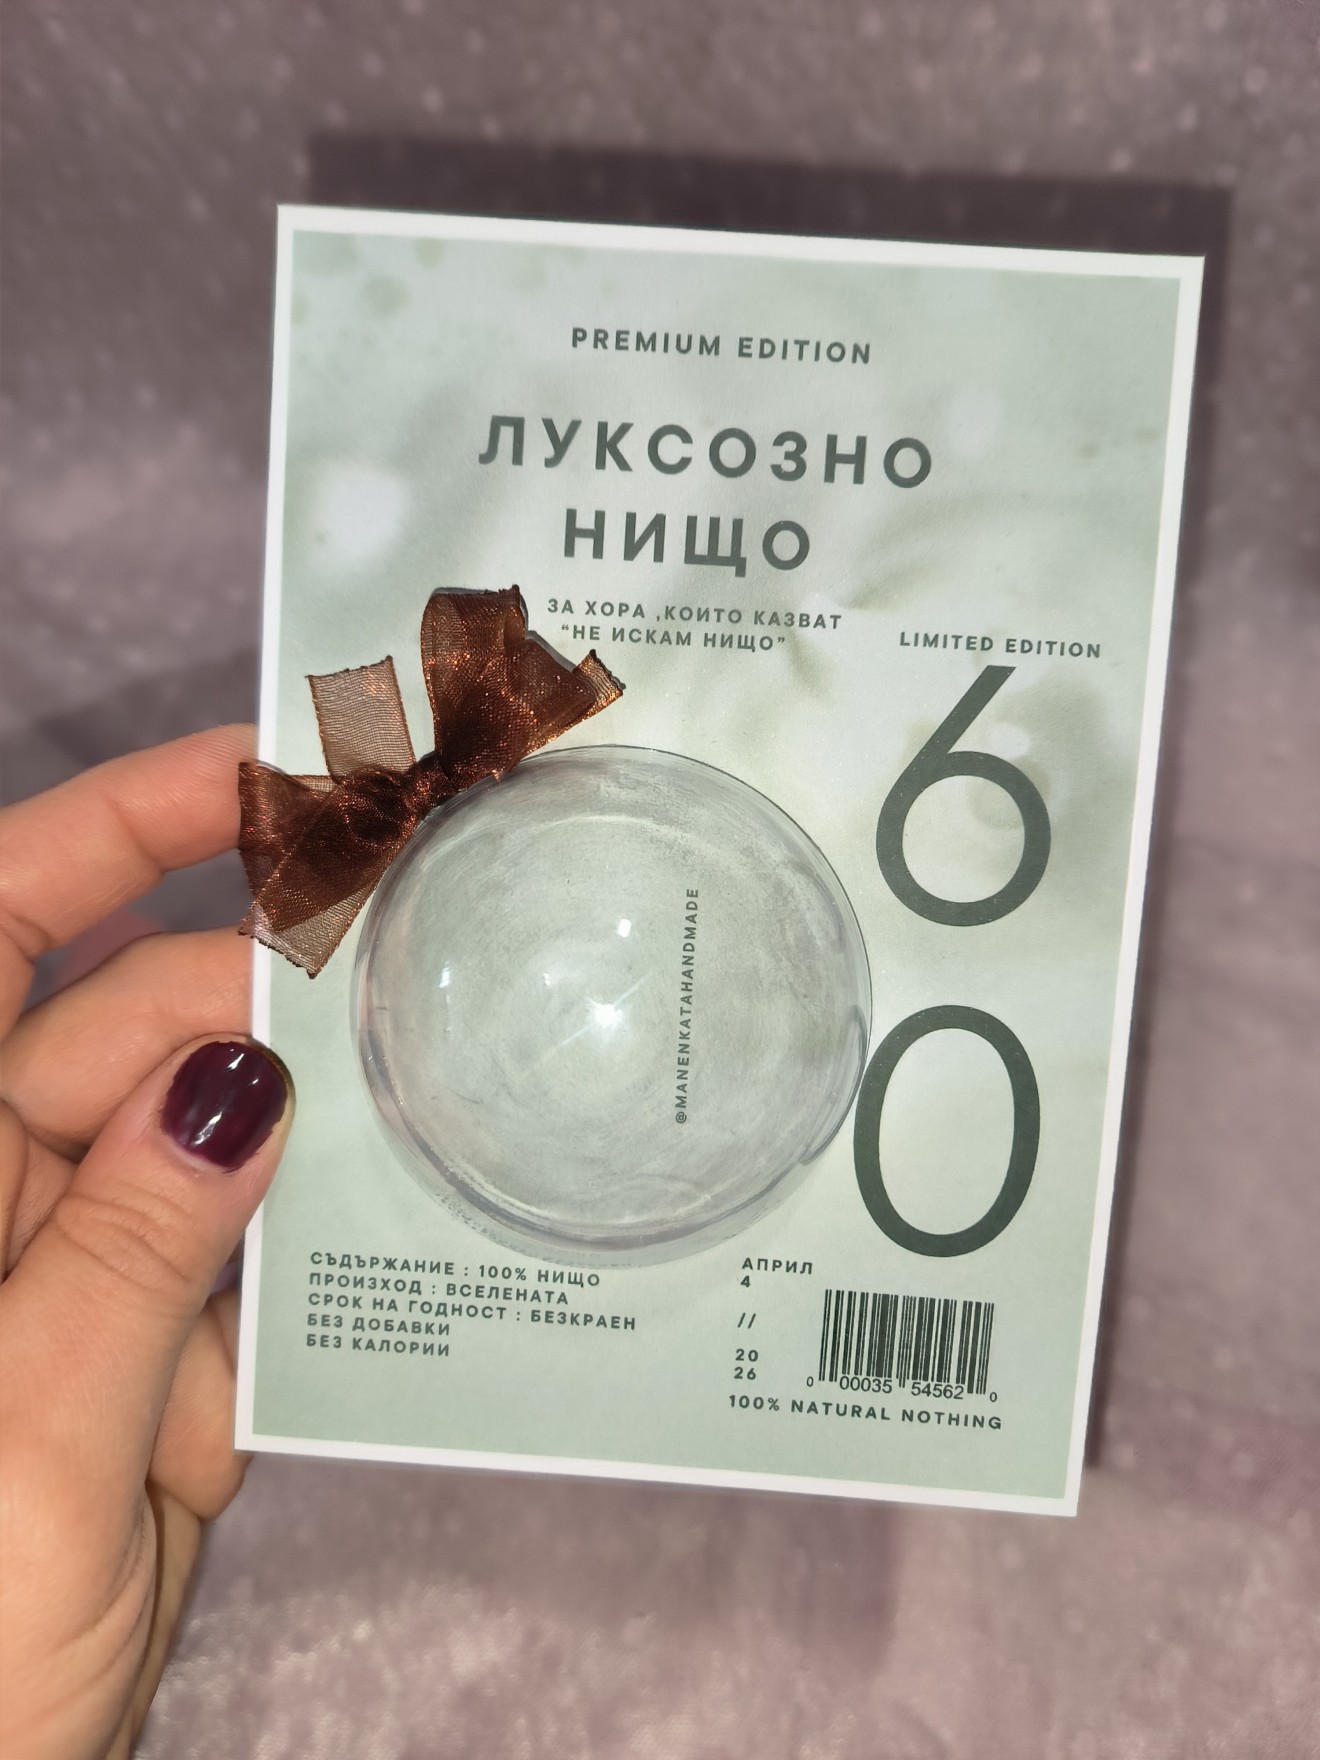 PREMIUM EDITION
ЛУКСОЗНО
НИЩО
ЗА ХОРА ,КОИТО КАЗВАТ
“НЕ ИСКАМ НИЩО”
LIMITED EDITION
6
0
@MANENKATAHANDMADE
СЪДЪРЖАНИЕ : 100% НИЩО
ПРОИЗХОД : ВСЕЛЕНАТА
СРОК НА ГОДНОСТ : БЕЗКРАЕН
БЕЗ ДОБАВКИ
БЕЗ КАЛОРИИ
АПРИЛ
4
//
20
26
0 00035 54562 0
100% NATURAL NOTHING